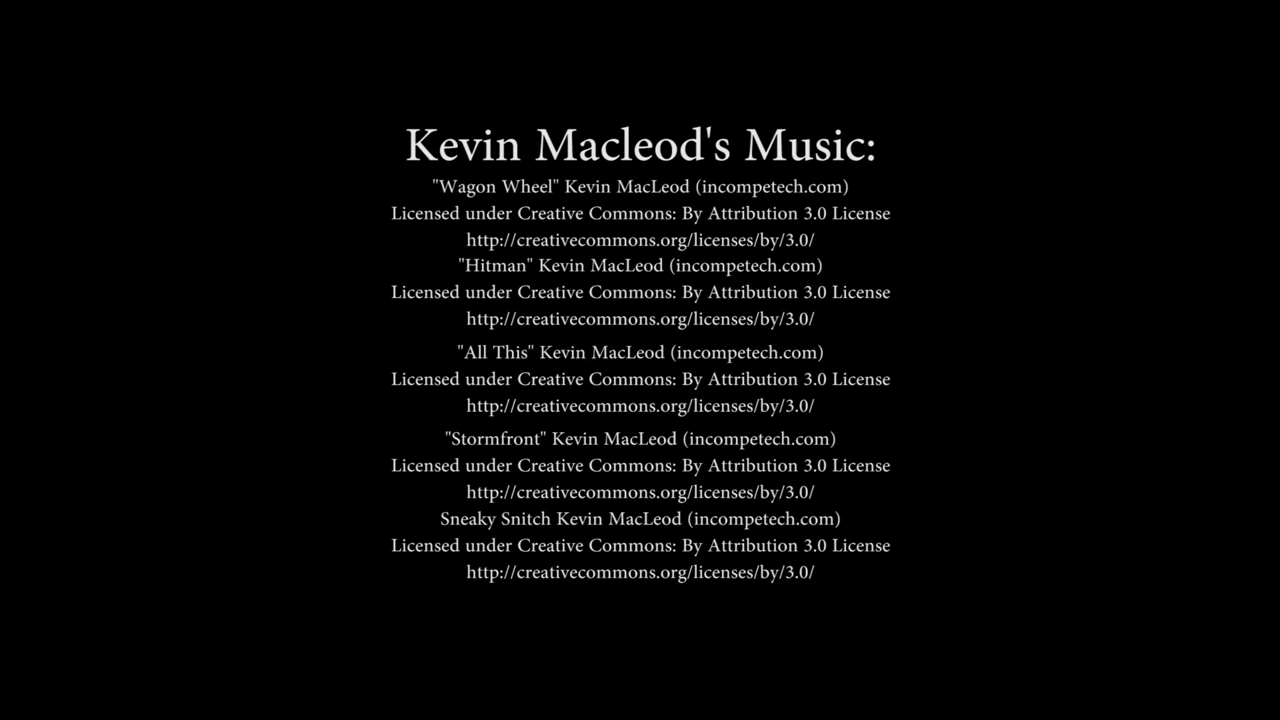 Kevin Macleod's Music:
"Wagon Wheel" Kevin MacLeod (incompetech.com)
Licensed under Creative Commons: By Attribution 3.0 License
http://creativecommons.org/licenses/by/3.0/
"Hitman" Kevin MacLeod (incompetech.com)
Licensed under Creative Commons: By Attribution 3.0 License
http://creativecommons.org/licenses/by/3.0/
"All This" Kevin MacLeod (incompetech.com)
Licensed under Creative Commons: By Attribution 3.0 License
http://creativecommons.org/licenses/by/3.0/
"Stormfront" Kevin MacLeod (incompetech.com)
Licensed under Creative Commons: By Attribution 3.0 License
http://creativecommons.org/licenses/by/3.0/
Sneaky Snitch Kevin MacLeod (incompetech.com)
Licensed under Creative Commons: By Attribution 3.0 License
http://creativecommons.org/licenses/by/3.0/